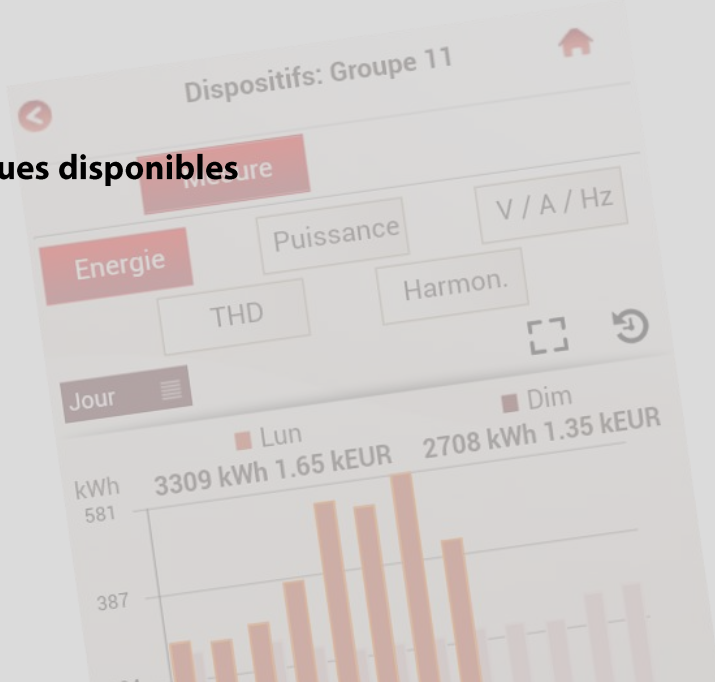 Dispositifs: Groupe 11
ues disponibles
Mesure
Energie
Puissance
V / A / Hz
THD
Harmon.
Jour
Lun
Dim
3309 kWh 1.65 kEUR
2708 kWh 1.35 kEUR
kWh
581
387